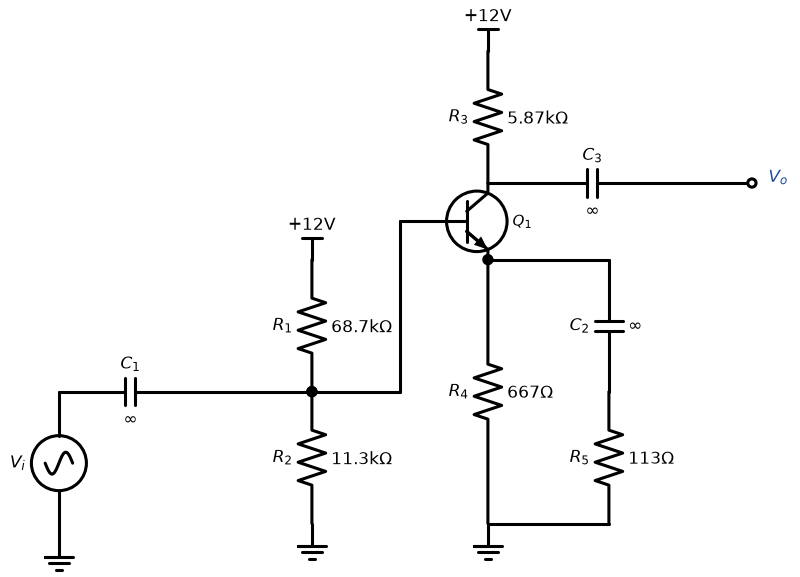 +12V
R₃ 5.87kΩ
C₃
∞
Vₒ
Q₁
+12V
R₁ 68.7kΩ
C₂ ∞
C₁
∞
R₄ 667Ω
Vᵢ
R₂ 11.3kΩ
R₅ 113Ω